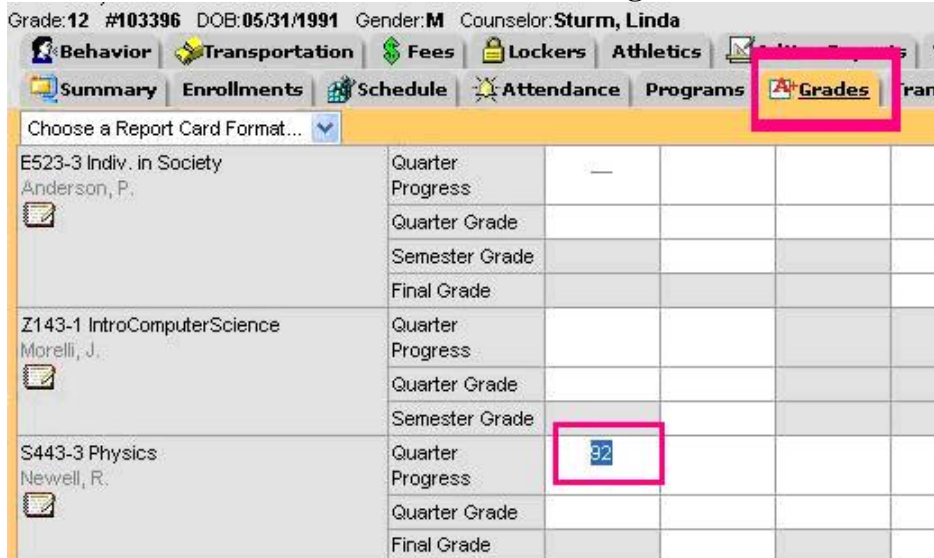 Grade:12 #103396 DOB:05/31/1991 Gender:M Counselor:Sturm, Linda
Behavior Transportation Fees Lockers Athletics
Summary Enrollments Schedule Attendance Programs Grades
Choose a Report Card Format...
E523-3 Indiv. in Society
Anderson, P.
Quarter
Progress
Quarter Grade
Semester Grade
Final Grade
Z143-1 IntroComputerScience
Morelli, J.
Quarter
Progress
Quarter Grade
Semester Grade
S443-3 Physics
Newell, R.
Quarter
Progress
92
Quarter Grade
Final Grade